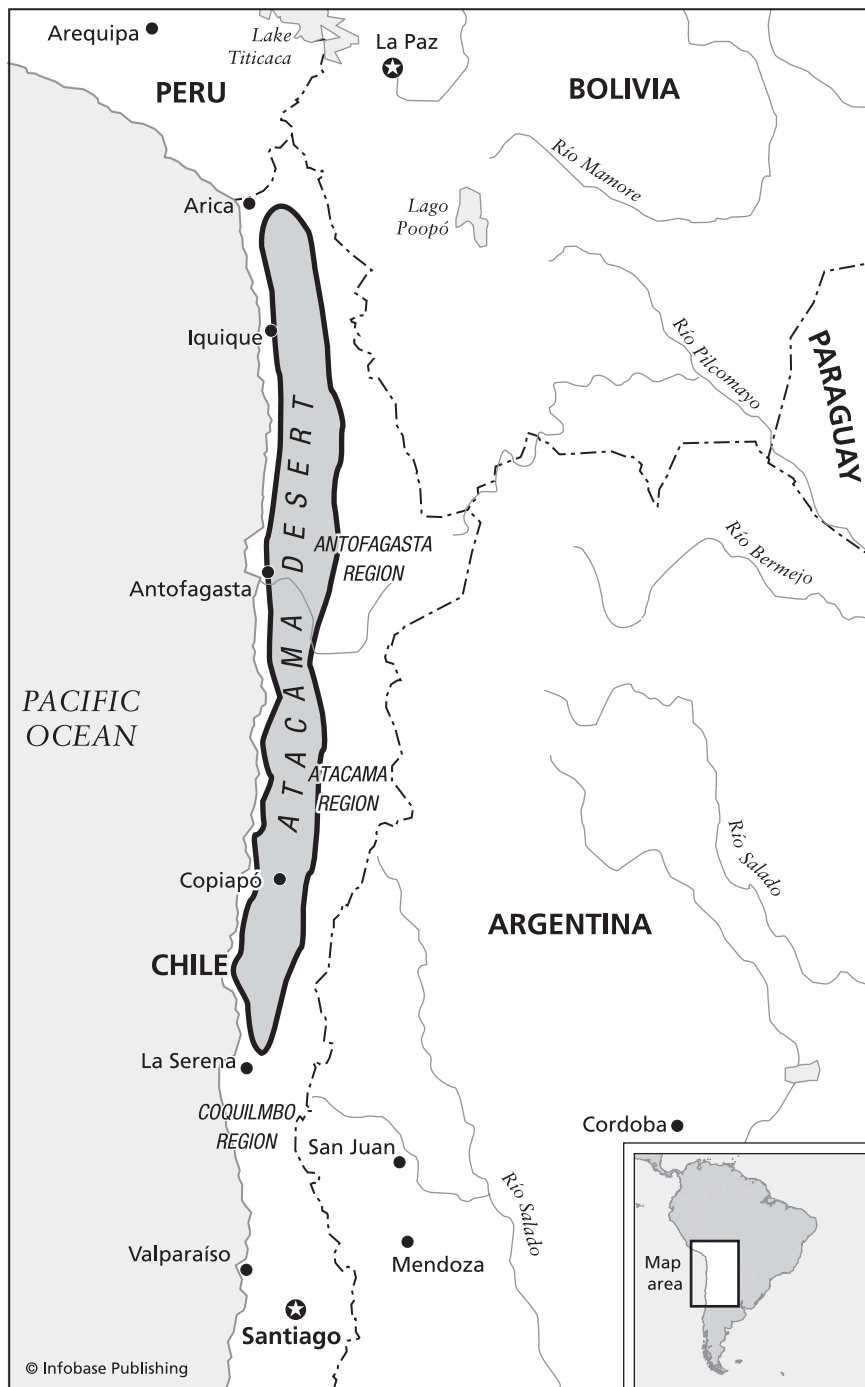 Arequipa
Lake
Titicaca
La Paz
PERU
BOLIVIA
Río Mamore
Arica
Lago
Poopó
Iquique
Río Pilcomayo
PARAGUAY
ATACAMA DESERT
ANTOFAGASTA
REGION
Río Bermejo
Antofagasta
PACIFIC
OCEAN
ATACAMA
REGION
Río Salado
Copiapó
ARGENTINA
CHILE
La Serena
COQUILMBO
REGION
Cordoba
San Juan
Río Salado
Valparaíso
Mendoza
Map
area
Santiago
© Infobase Publishing